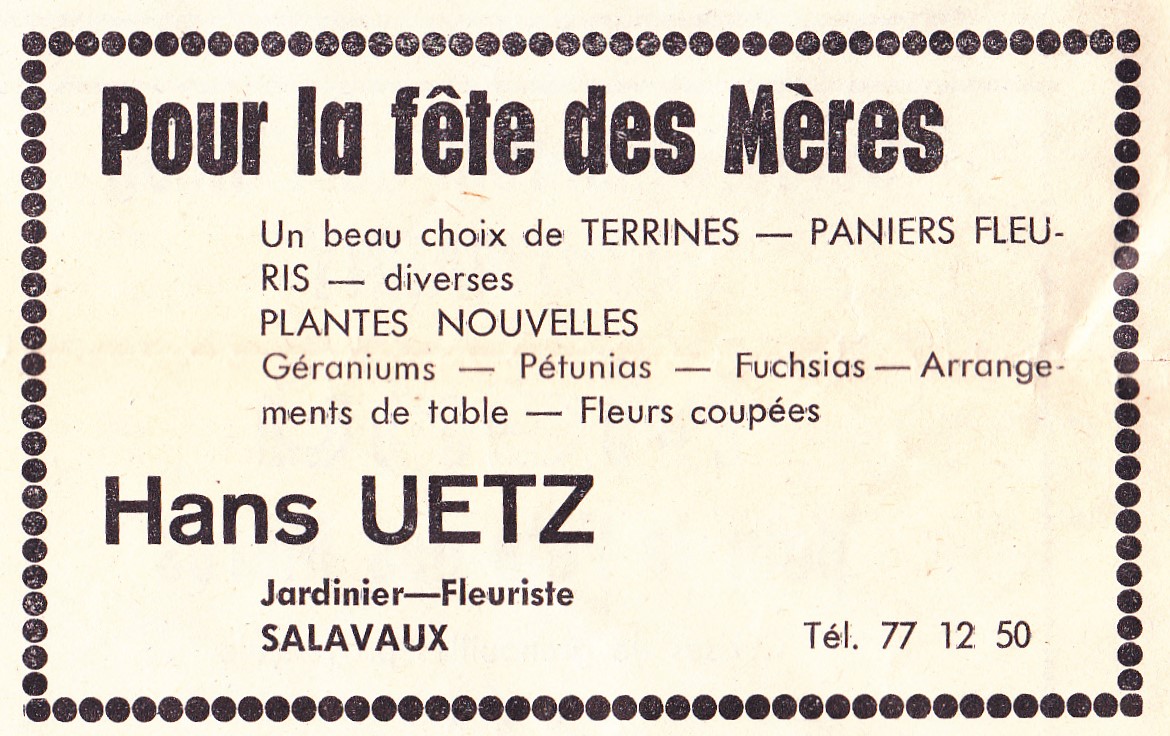 Pour la fête des Mères
Un beau choix de TERRINES — PANIERS FLEU-
RIS — diverses
PLANTES NOUVELLES
Géraniums — Pétunias — Fuchsias — Arrange-
ments de table — Fleurs coupées
Hans UETZ
Jardinier—Fleuriste
SALAVAUX
Tél. 77 12 50